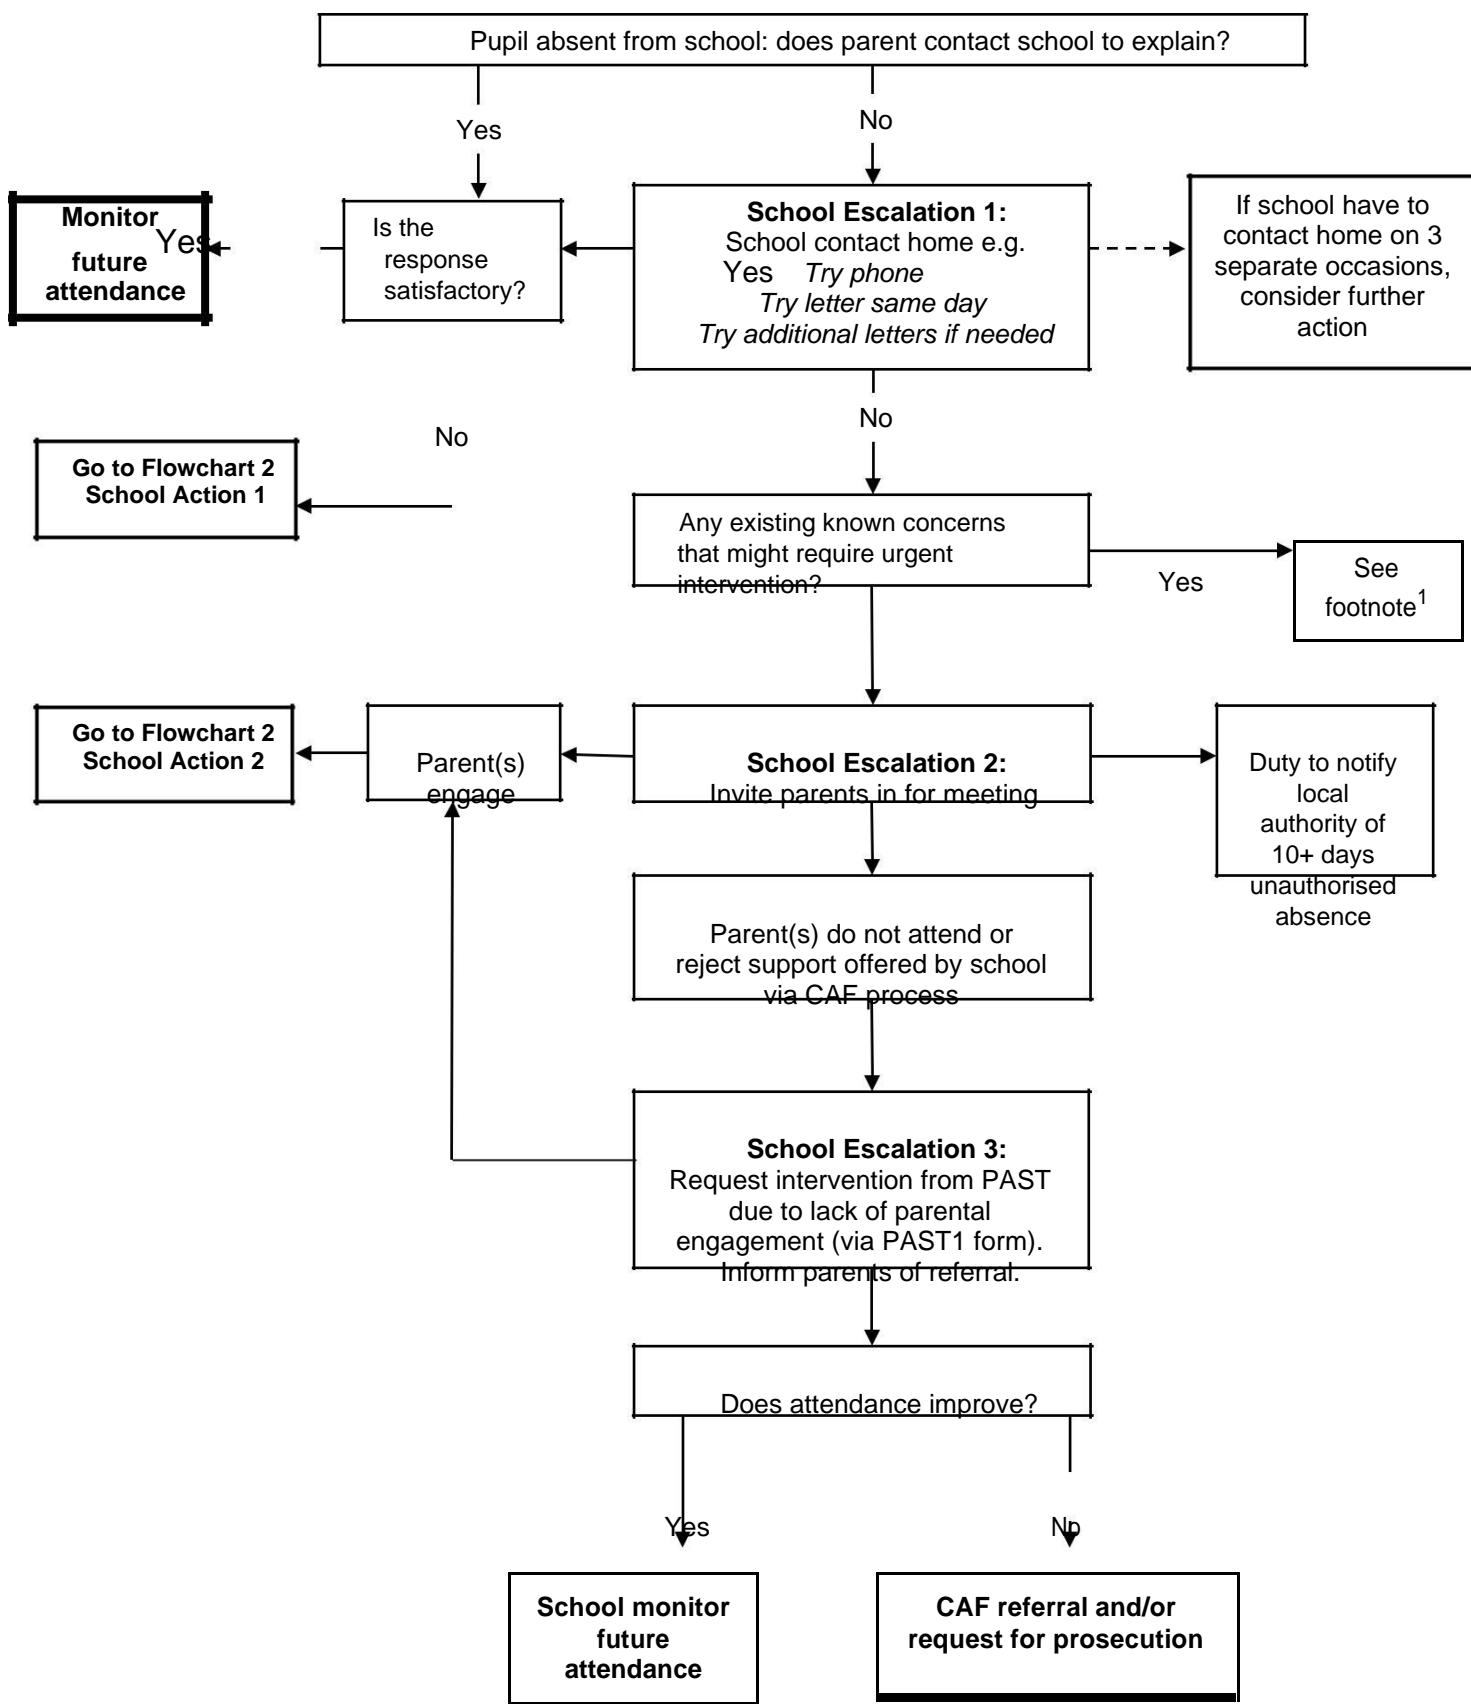 Pupil absent from school: does parent contact school to explain?
Yes
No
Monitor
Yes
future
attendance
Is the
response
satisfactory?
School Escalation 1:
School contact home e.g.
Yes Try phone
Try letter same day
Try additional letters if needed
If school have to
contact home on 3
separate occasions,
consider further
action
No
No
Go to Flowchart 2
School Action 1
Any existing known concerns
that might require urgent
intervention?
Yes
See
footnote1
Go to Flowchart 2
School Action 2
Parent(s)
engage
School Escalation 2:
Invite parents in for meeting
Duty to notify
local
authority of
10+ days
unauthorised
absence
Parent(s) do not attend or
reject support offered by school
via CAF process
School Escalation 3:
Request intervention from PAST
due to lack of parental
engagement (via PAST1 form).
Inform parents of referral.
Does attendance improve?
Yes
No
School monitor
future
attendance
CAF referral and/or
request for prosecution